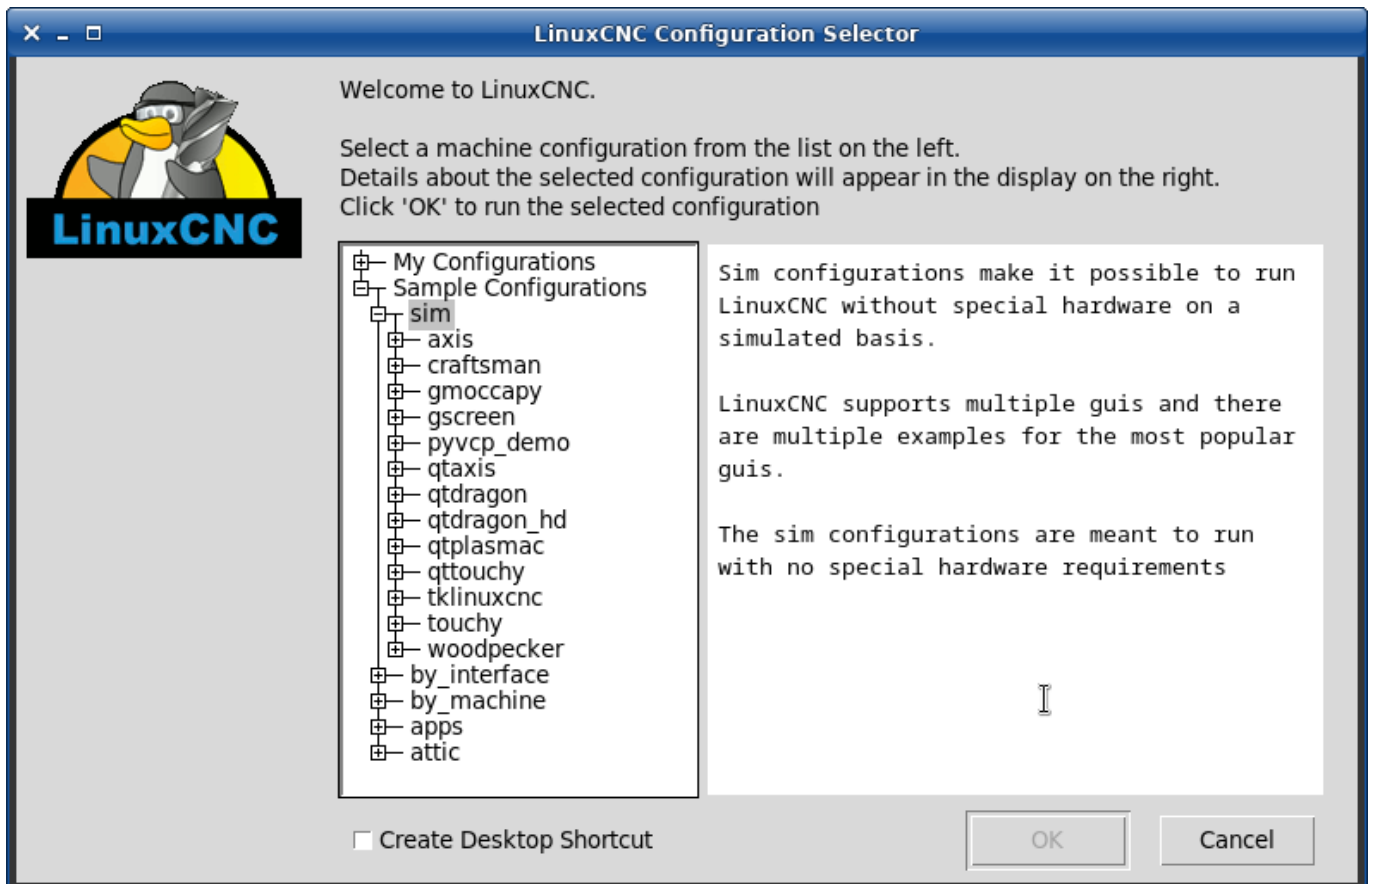 LinuxCNC Configuration Selector
LinuxCNC
Welcome to LinuxCNC.
Select a machine configuration from the list on the left.
Details about the selected configuration will appear in the display on the right.
Click 'OK' to run the selected configuration
My Configurations
Sample Configurations
sim
axis
craftsman
gmoccapy
gscreen
pyvcp_demo
qtaxis
qtdragon
qtdragon_hd
qtplasmac
qttouchy
tklinuxcnc
touchy
woodpecker
by_interface
by_machine
apps
attic
Sim configurations make it possible to run
LinuxCNC without special hardware on a
simulated basis.
LinuxCNC supports multiple guis and there
are multiple examples for the most popular
guis.
The sim configurations are meant to run
with no special hardware requirements
Create Desktop Shortcut
OK
Cancel